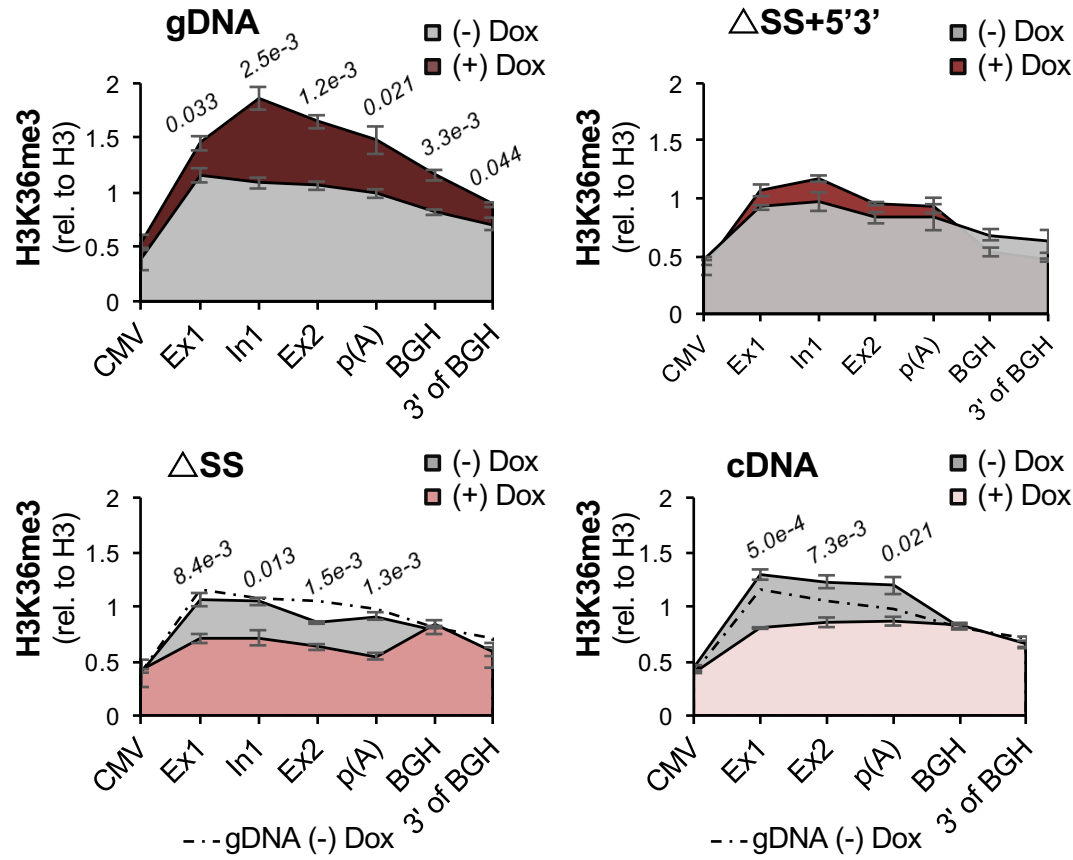 gDNA
(-) Dox
(+) Dox
H3K36me3
(rel. to H3)
2
1.5
1
0.5
0
0.033
2.5e-3
1.2e-3
0.021
3.3e-3
0.044
CMV
Ex1
In1
Ex2
p(A)
BGH
3' of BGH
△SS+5'3'
(-) Dox
(+) Dox
H3K36me3
(rel. to H3)
2
1.5
1
0.5
0
CMV
Ex1
In1
Ex2
p(A)
BGH
3' of BGH
△SS
(-) Dox
(+) Dox
H3K36me3
(rel. to H3)
2
1.5
1
0.5
0
8.4e-3
0.013
1.5e-3
1.3e-3
CMV
Ex1
In1
Ex2
p(A)
BGH
3' of BGH
gDNA (-) Dox
cDNA
(-) Dox
(+) Dox
H3K36me3
(rel. to H3)
2
1.5
1
0.5
0
5.0e-4
7.3e-3
0.021
CMV
Ex1
Ex2
p(A)
BGH
3' of BGH
gDNA (-) Dox